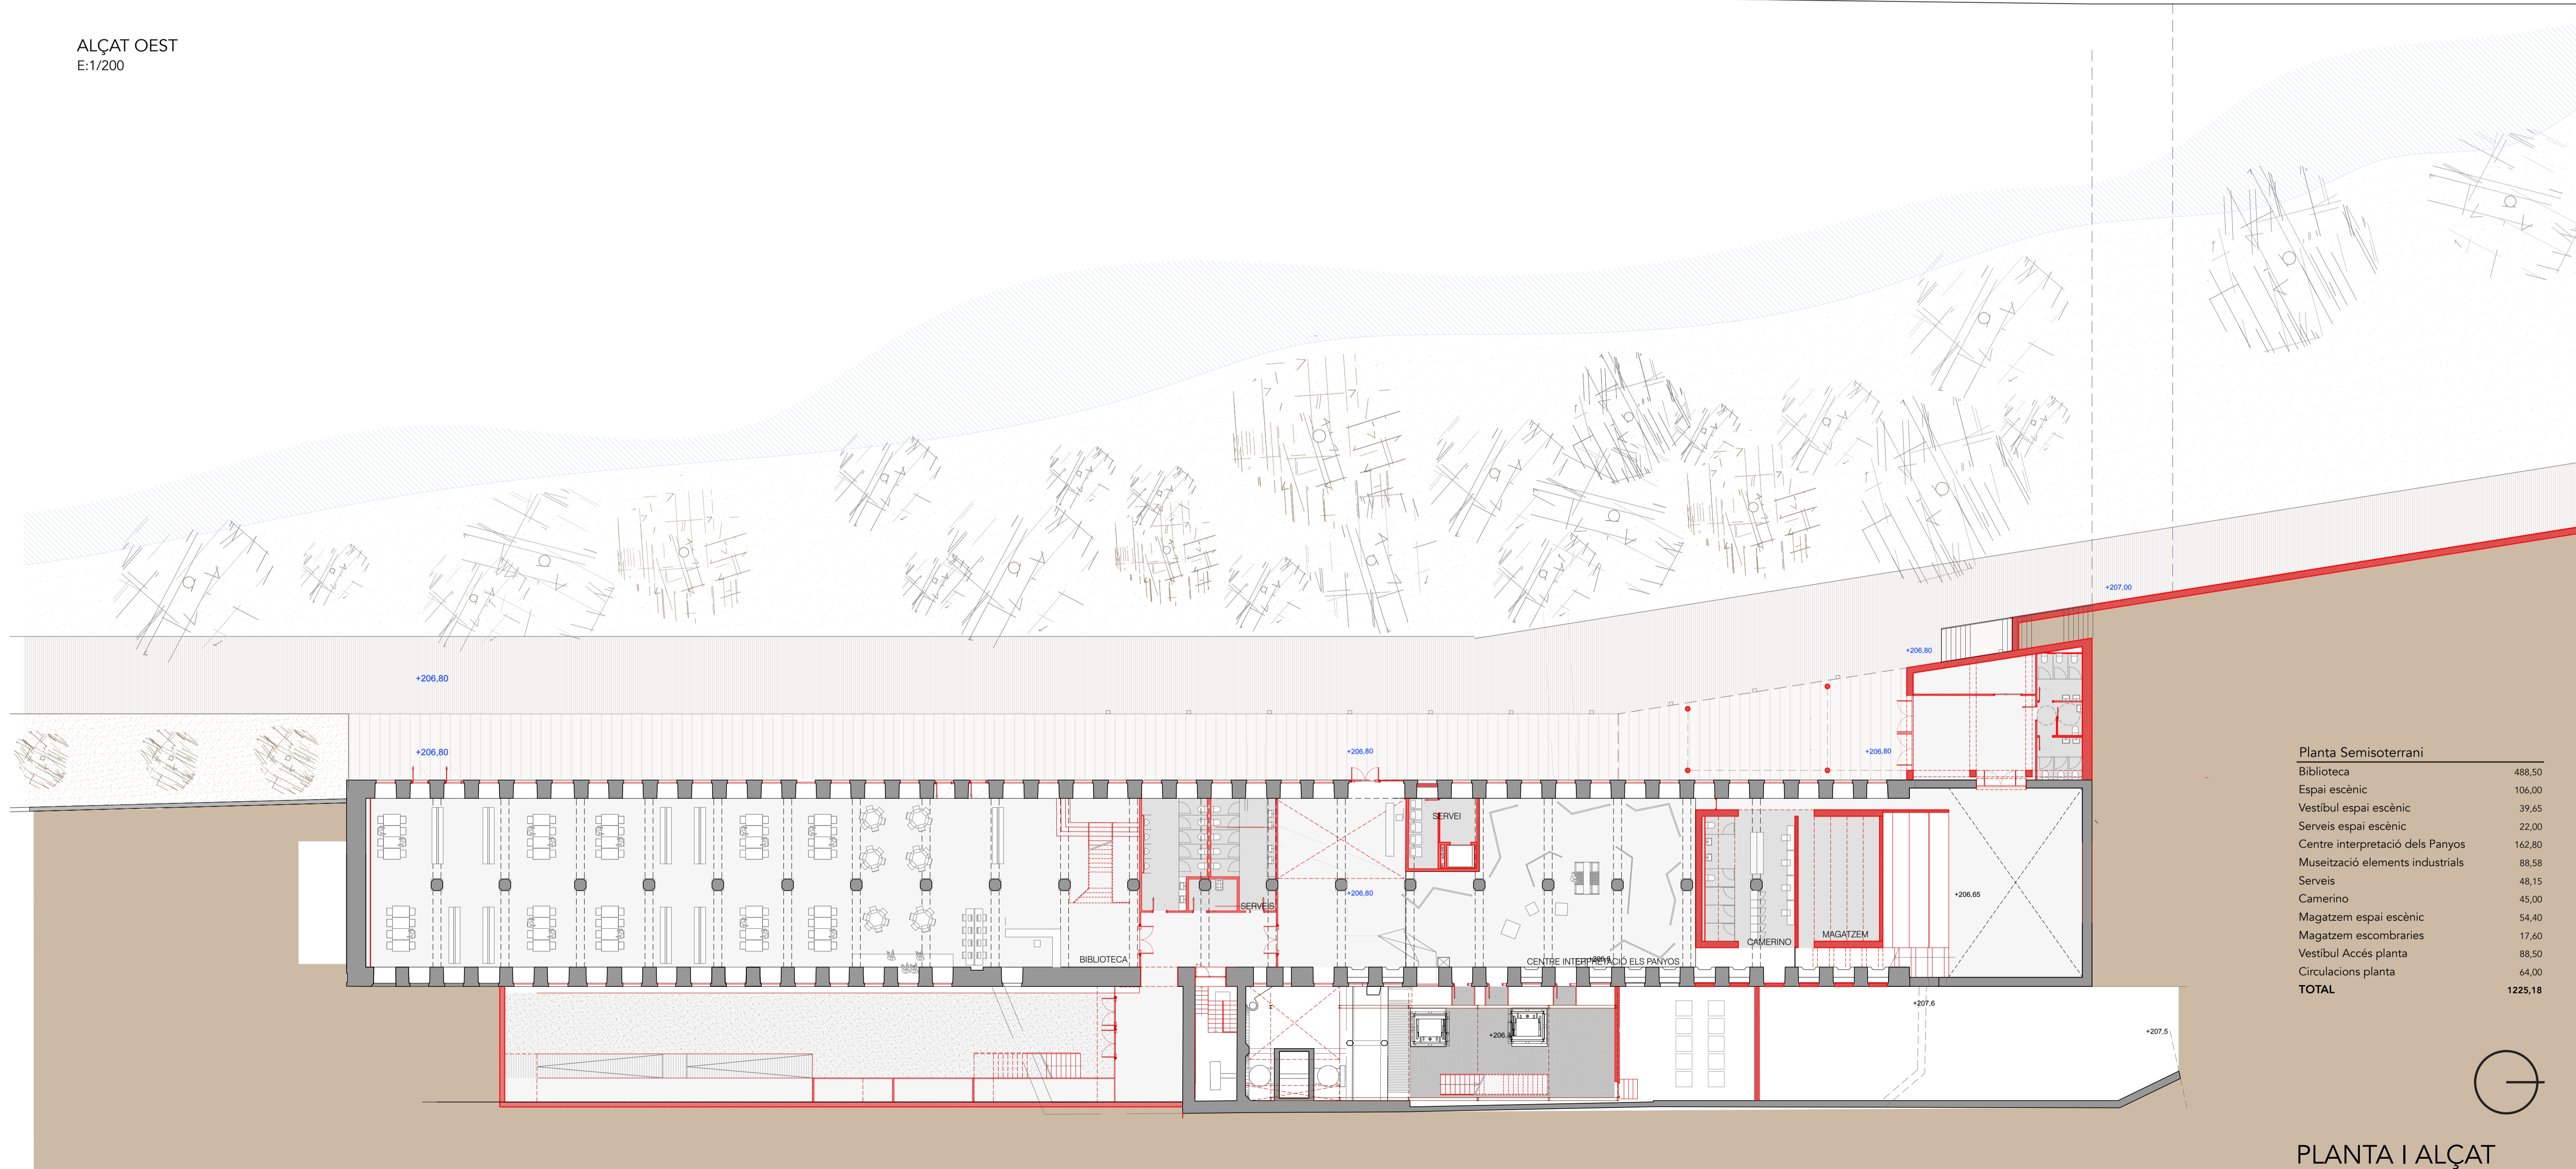 ALÇAT OEST
E:1/200
+207,00
+206,80
+206,80
+206,80
+206,80
+206,80
SERVEI
+206,80
+206,65
SERVEIS
CAMERINO
MAGATZEM
BIBLIOTECA
CENTRE INTERPRETACIÓ ELS PANYOS
+207,6
+207,5
Planta Semisoterrani
Biblioteca 488,50
Espai escènic 106,00
Vestíbul espai escènic 39,65
Serveis espai escènic 22,00
Centre interpretació dels Panyos 162,80
Museització elements industrials 88,58
Serveis 48,15
Camerino 45,00
Magatzem espai escènic 54,40
Magatzem escombraries 17,60
Vestíbul Accés planta 88,50
Circulacions planta 64,00
TOTAL 1225,18
PLANTA I ALÇAT